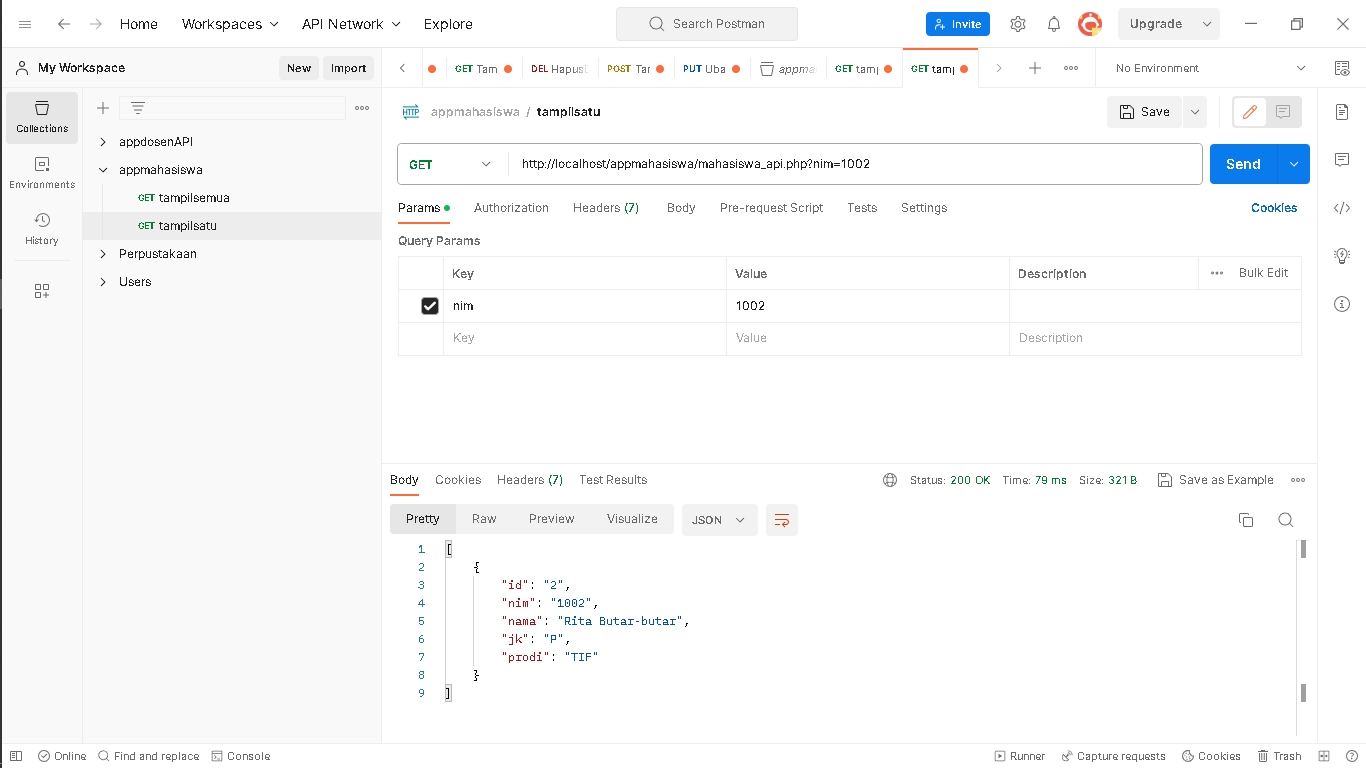 Home Workspaces API Network Explore Search Postman Invite Upgrade
My Workspace New Import GET Tam DEL Hapus POST Tar PUT Uba appma GET tamp GET tamp No Environment
Collections
Environments
History
appdosenAPI
appmahasiswa
GET tampilsemua
GET tampilsatu
Perpustakaan
Users
HTTP appmahasiswa / tampilsatu Save
GET http://localhost/appmahasiswa/mahasiswa_api.php?nim=1002 Send
Params Authorization Headers (7) Body Pre-request Script Tests Settings Cookies
Query Params
Key Value Description Bulk Edit
nim 1002
Key Value Description
Body Cookies Headers (7) Test Results Status: 200 OK Time: 79 ms Size: 321 B Save as Example
Pretty Raw Preview Visualize JSON
1 [
2 {
3 "id": "2",
4 "nim": "1002",
5 "nama": "Rita Butar-butar",
6 "jk": "P",
7 "prodi": "TIF"
8 }
9 ]
Online Find and replace Console Runner Capture requests Cookies Trash